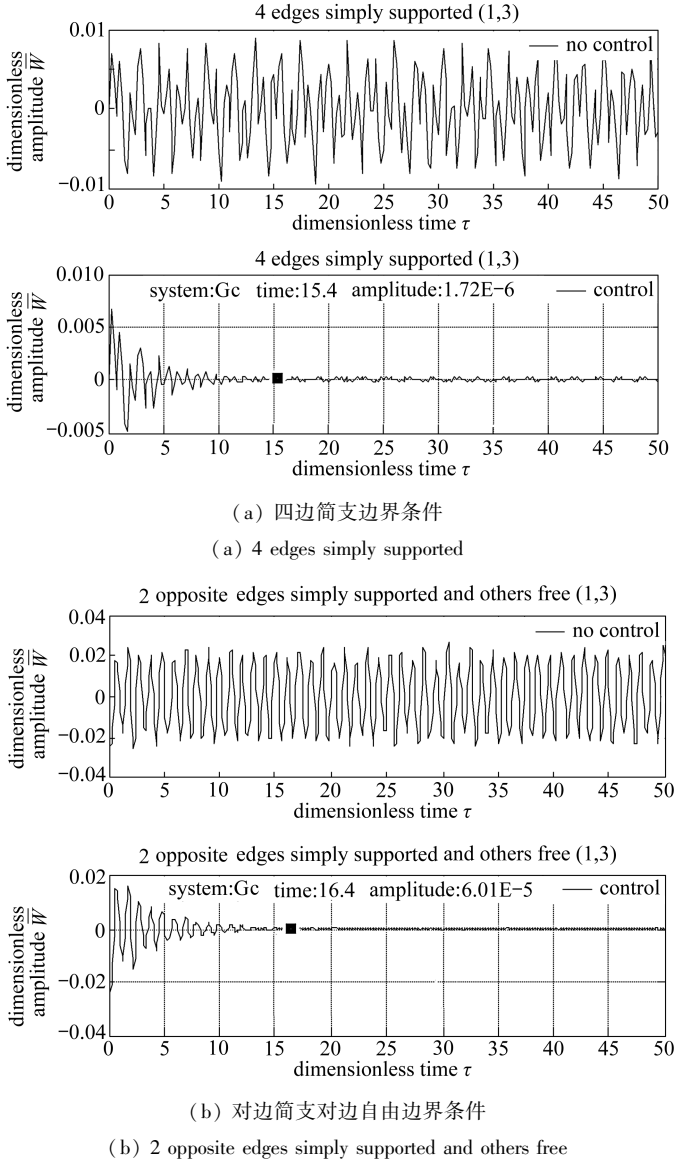 4 edges simply supported (1,3)
0.01
no control
0
−0.01
dimensionless
amplitude W̅
0 5 10 15 20 25 30 35 40 45 50
dimensionless time τ
4 edges simply supported (1,3)
0.010
system:Gc time:15.4 amplitude:1.72E−6
control
0.005
0
−0.005
dimensionless
amplitude W̅
0 5 10 15 20 25 30 35 40 45 50
dimensionless time τ
(a) 四边简支边界条件
(a) 4 edges simply supported
2 opposite edges simply supported and others free (1,3)
0.04
no control
0.02
0
−0.02
−0.04
dimensionless
amplitude W̅
0 5 10 15 20 25 30 35 40 45 50
dimensionless time τ
2 opposite edges simply supported and others free (1,3)
0.02
system:Gc time:16.4 amplitude:6.01E−5
control
0
−0.02
−0.04
dimensionless
amplitude W̅
0 5 10 15 20 25 30 35 40 45 50
dimensionless time τ
(b) 对边简支对边自由边界条件
(b) 2 opposite edges simply supported and others free